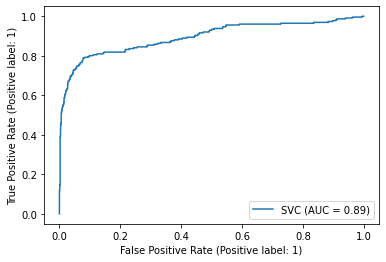 1.0
0.8
0.6
0.4
0.2
0.0
True Positive Rate (Positive label: 1)
SVC (AUC = 0.89)
0.0 0.2 0.4 0.6 0.8 1.0
False Positive Rate (Positive label: 1)